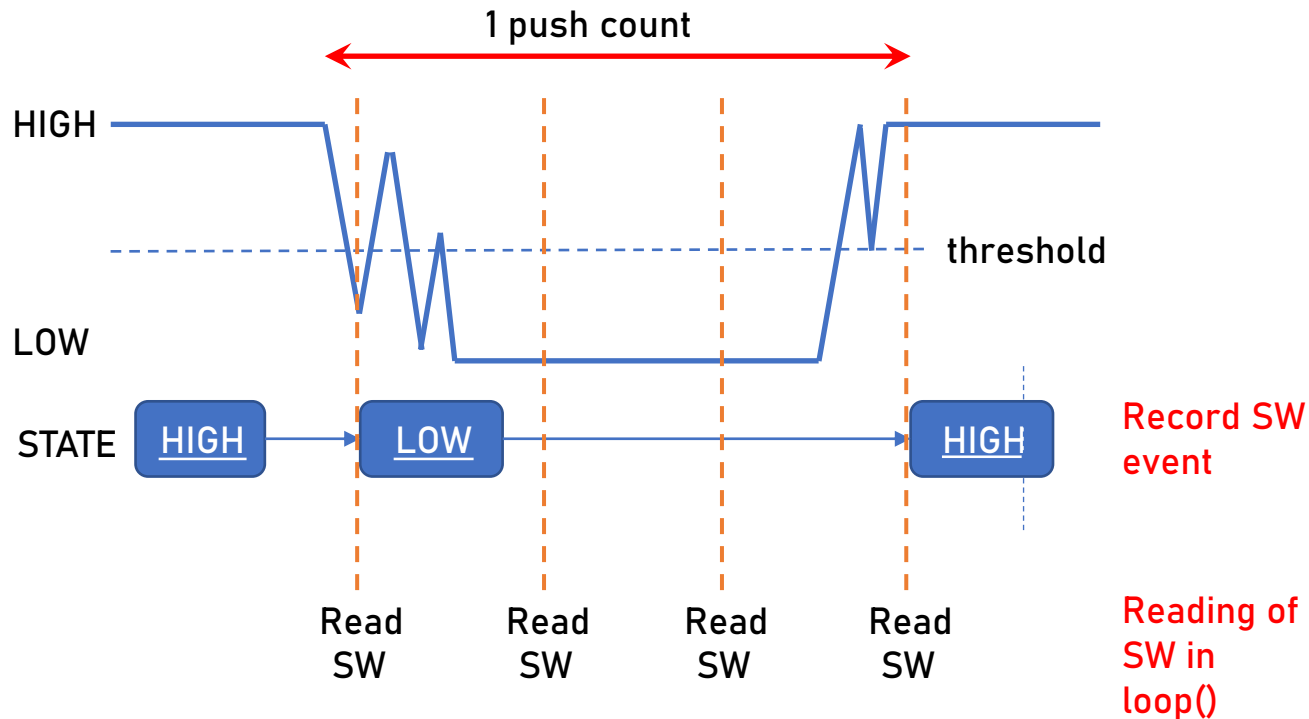 1 push count
HIGH
threshold
LOW
STATE
HIGH
LOW
HIGH
Record SW
event
Read
SW
Read
SW
Read
SW
Read
SW
Reading of
SW in
loop()